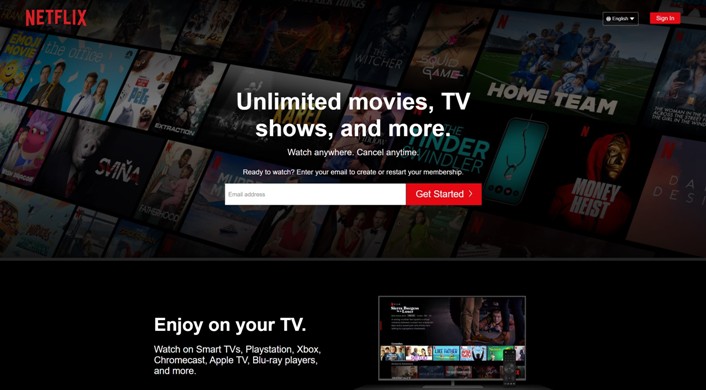 NETFLIX
English
Sign In
EMOJI
MOVIE
the office
THE
WITCHER
SQUID
GAME
HOME TEAM
EXTRACTION
THE TINDER
SWINDLER
MONEY
HEIST
FATHERHOOD
Unlimited movies, TV
shows, and more.
Watch anywhere. Cancel anytime.
Ready to watch? Enter your email to create or restart your membership.
Email address
Get Started
Enjoy on your TV.
Watch on Smart TVs, Playstation, Xbox,
Chromecast, Apple TV, Blu-ray players,
and more.